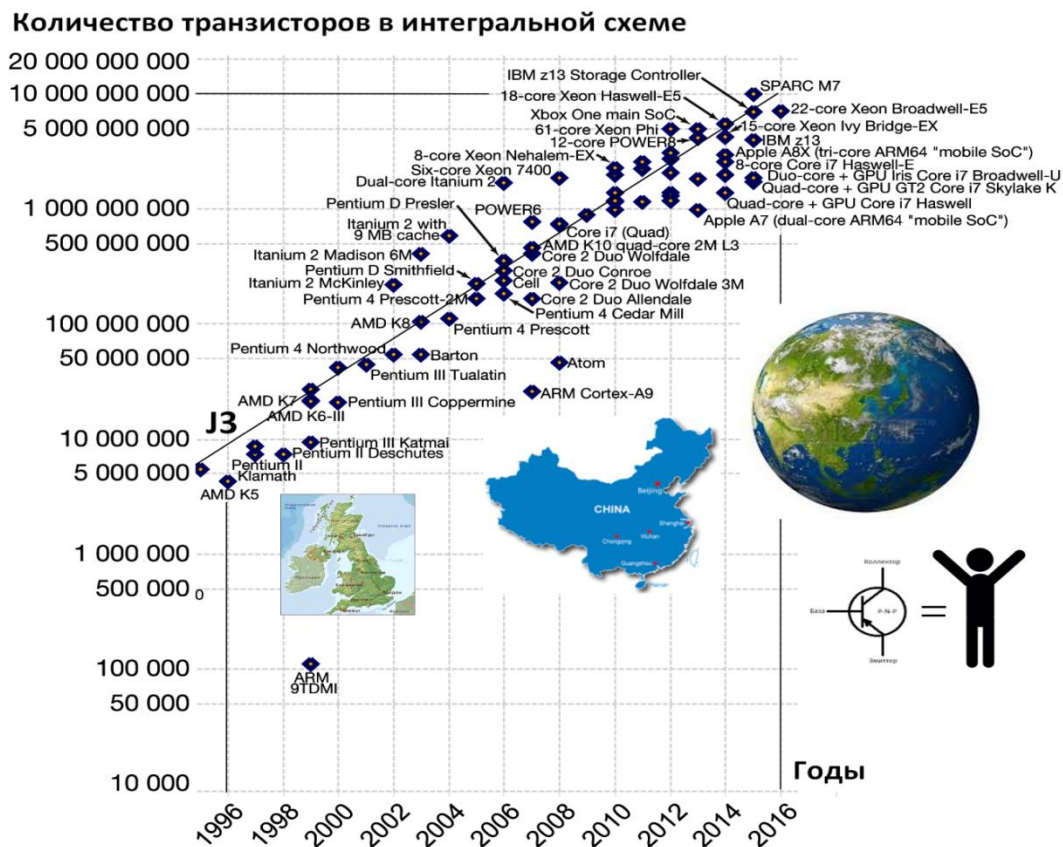 Количество транзисторов в интегральной схеме
20 000 000 000
10 000 000 000
5 000 000 000
1 000 000 000
500 000 000
100 000 000
50 000 000
10 000 000
5 000 000
1 000 000
500 000
0
100 000
50 000
10 000
IBM z13 Storage Controller
SPARC M7
18-core Xeon Haswell-E5
22-core Xeon Broadwell-E5
Xbox One main SoC
61-core Xeon Phi
15-core Xeon Ivy Bridge-EX
12-core POWER8
IBM z13
8-core Xeon Nehalem-EX
Apple A8X (tri-core ARM64 "mobile SoC")
Six-core Xeon 7400
8-core Core i7 Haswell-E
Duo-core + GPU Iris Core i7 Broadwell-U
Dual-core Itanium 2
Quad-core + GPU GT2 Core i7 Skylake K
Pentium D Presler
POWER6
Quad-core + GPU Core i7 Haswell
Apple A7 (dual-core ARM64 "mobile SoC")
Itanium 2 with
9 MB cache
Core i7 (Quad)
AMD K10 quad-core 2M L3
Itanium 2 Madison 6M
Core 2 Duo Wolfdale
Pentium D Smithfield
Core 2 Duo Conroe
Itanium 2 McKinley
Cell
Core 2 Duo Wolfdale 3M
Pentium 4 Prescott-2M
Core 2 Duo Allendale
Pentium 4 Cedar Mill
AMD K8
Pentium 4 Prescott
Pentium 4 Northwood
Barton
Atom
Pentium III Tualatin
AMD K7
Pentium III Coppermine
ARM Cortex-A9
AMD K6-III
J3
Pentium III Katmai
Pentium II Deschutes
Pentium II
Klamath
AMD K5
ARM
9TDMI
CHINA
Beijing
Shanghai
Chongqing
Wuhan
Guangzhou
Hainan
Коллектор
База
P-N-P
=
Эмиттер
Годы
1996
1998
2000
2002
2004
2006
2008
2010
2012
2014
2016